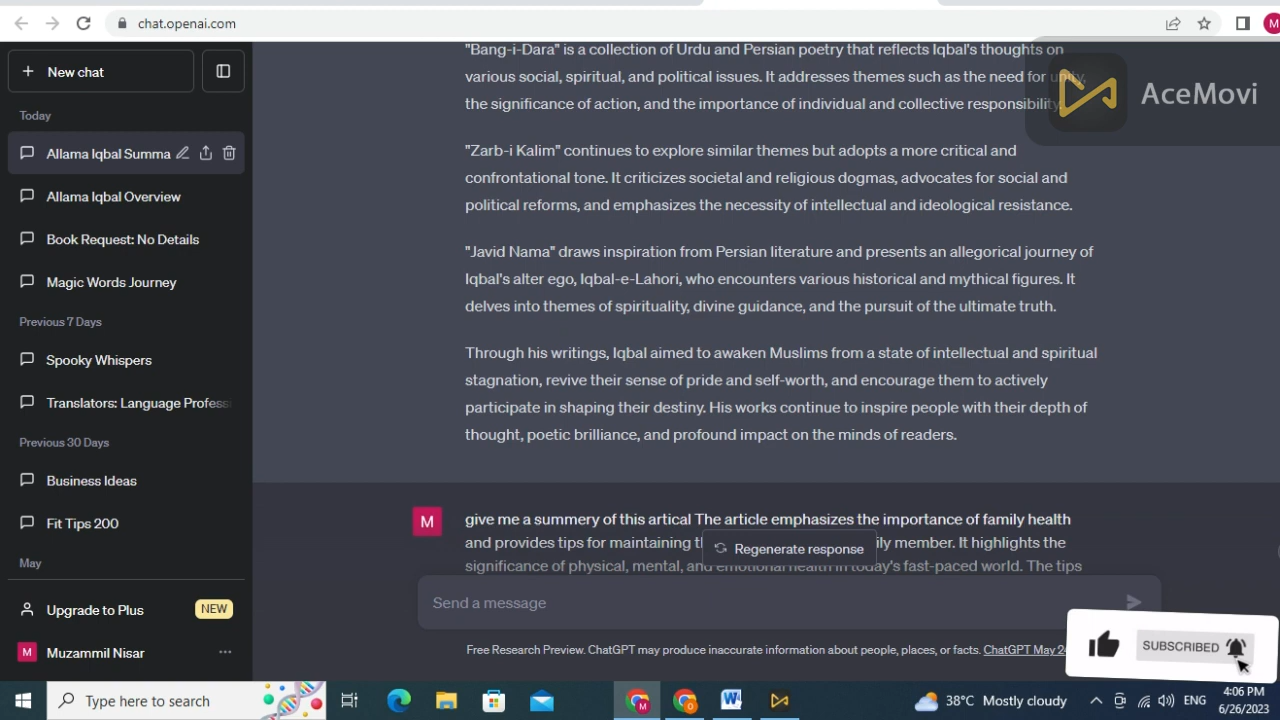 chat.openai.com
M
New chat
Today
Allama Iqbal Summa
Allama Iqbal Overview
Book Request: No Details
Magic Words Journey
Previous 7 Days
Spooky Whispers
Translators: Language Profess
Previous 30 Days
Business Ideas
Fit Tips 200
May
Upgrade to Plus NEW
M Muzammil Nisar
"Bang-i-Dara" is a collection of Urdu and Persian poetry that reflects Iqbal's thoughts on
various social, spiritual, and political issues. It addresses themes such as the need for unity,
the significance of action, and the importance of individual and collective responsibility.
AceMovi
"Zarb-i Kalim" continues to explore similar themes but adopts a more critical and
confrontational tone. It criticizes societal and religious dogmas, advocates for social and
political reforms, and emphasizes the necessity of intellectual and ideological resistance.
"Javid Nama" draws inspiration from Persian literature and presents an allegorical journey of
Iqbal's alter ego, Iqbal-e-Lahori, who encounters various historical and mythical figures. It
delves into themes of spirituality, divine guidance, and the pursuit of the ultimate truth.
Through his writings, Iqbal aimed to awaken Muslims from a state of intellectual and spiritual
stagnation, revive their sense of pride and self-worth, and encourage them to actively
participate in shaping their destiny. His works continue to inspire people with their depth of
thought, poetic brilliance, and profound impact on the minds of readers.
M give me a summery of this artical The article emphasizes the importance of family health
and provides tips for maintaining ily member. It highlights the
Regenerate response
significance of physical, mental, and emotional health in today's fast-paced world. The tips
Send a message
Free Research Preview. ChatGPT may produce inaccurate information about people, places, or facts. ChatGPT May 24
SUBSCRIBED
Type here to search
38°C Mostly cloudy
ENG
4:06 PM
6/26/2023